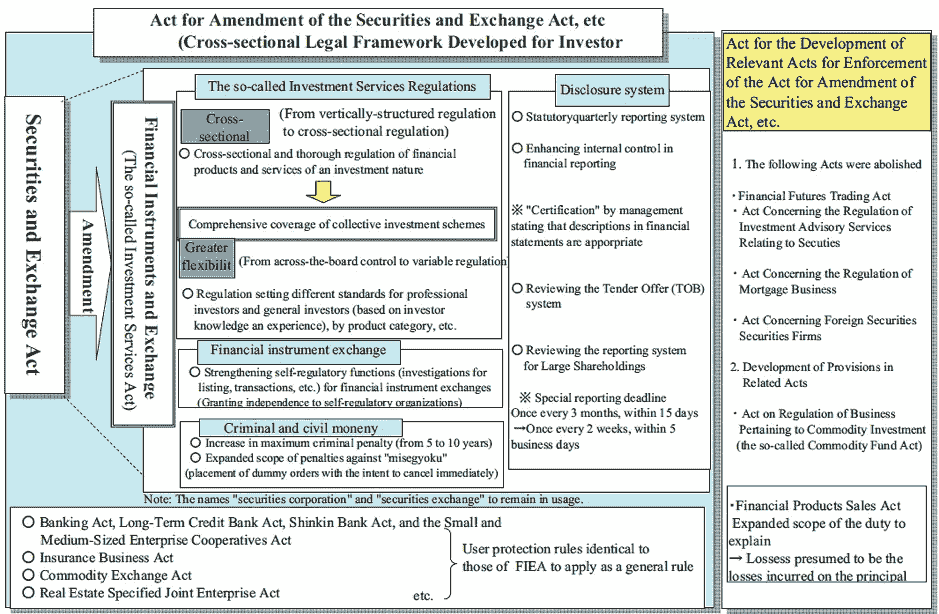 Act for Amendment of the Securities and Exchange Act, etc
(Cross-sectional Legal Framework Developed for Investor
Securities and Exchange Act
Amendment
Financial Instruments and Exchange
(The so-called Investment Services Act)
The so-called Investment Services Regulations
Cross-
sectional
(From vertically-structured regulation
to cross-sectional regulation)
○ Cross-sectional and thorough regulation of financial
products and services of an investment nature
Comprehensive coverage of collective investment schemes
Greater
flexibilit
(From across-the-board control to variable regulation
○ Regulation setting different standards for professional
investors and general investors (based on investor
knowledge an experience), by product category, etc.
Financial instrument exchange
○ Strengthening self-regulatory functions (investigations for
listing, transactions, etc.) for financial instrument exchanges
(Granting independence to self-regulatory organizations)
Criminal and civil moneny
○ Increase in maximum criminal penalty (from 5 to 10 years)
○ Expanded scope of penalties against "misegyoku"
(placement of dummy orders with the intent to cancel immediately)
Disclosure system
○ Statutoryquarterly reporting system
○ Enhancing internal control in
financial reporting
※ "Certification" by management
stating that descriptions in financial
statements are apporpriate
○ Reviewing the Tender Offer (TOB)
system
○ Reviewing the reporting system
for Large Shareholdings
※ Special reporting deadline
Once every 3 months, within 15 days
→Once every 2 weeks, within 5
business days
Note: The names "securities corporation" and "securities exchange" to remain in usage.
○ Banking Act, Long-Term Credit Bank Act, Shinkin Bank Act, and the Small and
Medium-Sized Enterprise Cooperatives Act
○ Insurance Business Act
○ Commodity Exchange Act
○ Real Estate Specified Joint Enterprise Act
etc.
User protection rules identical to
those of FIEA to apply as a general rule
Act for the Development of
Relevant Acts for Enforcement
of the Act for Amendment of
the Securities and Exchange
Act, etc.
1. The following Acts were abolished
・Financial Futures Trading Act
・Act Concerning the Regulation of
Investment Advisory Services
Relating to Secuties
・Act Concerning the Regulation of
Mortgage Business
・Act Concerning Foreign Securities
Securities Firms
2. Development of Provisions in
Related Acts
・Act on Regulation of Business
Pertaining to Commodity Investment
(the so-called Commodity Fund Act)
・Financial Products Sales Act
Expanded scope of the duty to
explain
→ Lossess presumed to be the
losses incurred on the principal